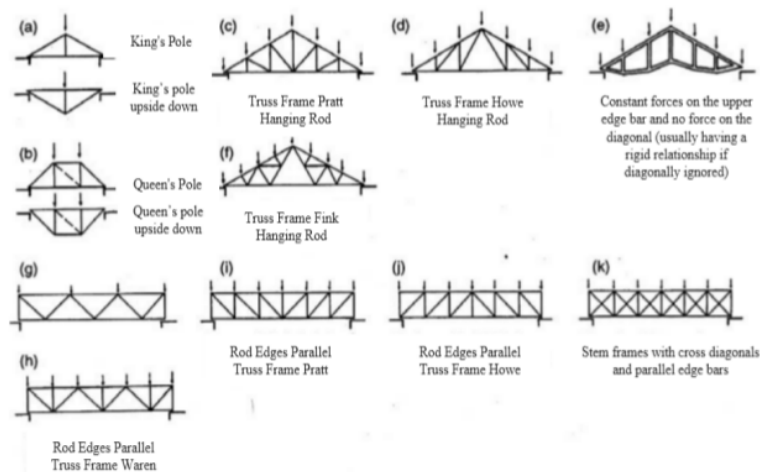 (a)
King's Pole
King's pole
upside down
(b)
Queen's Pole
Queen's pole
upside down
(c)
Truss Frame Pratt
Hanging Rod
(d)
Truss Frame Howe
Hanging Rod
(e)
Constant forces on the upper
edge bar and no force on the
diagonal (usually having a
rigid relationship if
diagonally ignored)
(f)
Truss Frame Fink
Hanging Rod
(g)
(h)
Rod Edges Parallel
Truss Frame Waren
(i)
Rod Edges Parallel
Truss Frame Pratt
(j)
Rod Edges Parallel
Truss Frame Howe
(k)
Stem frames with cross diagonals
and parallel edge bars